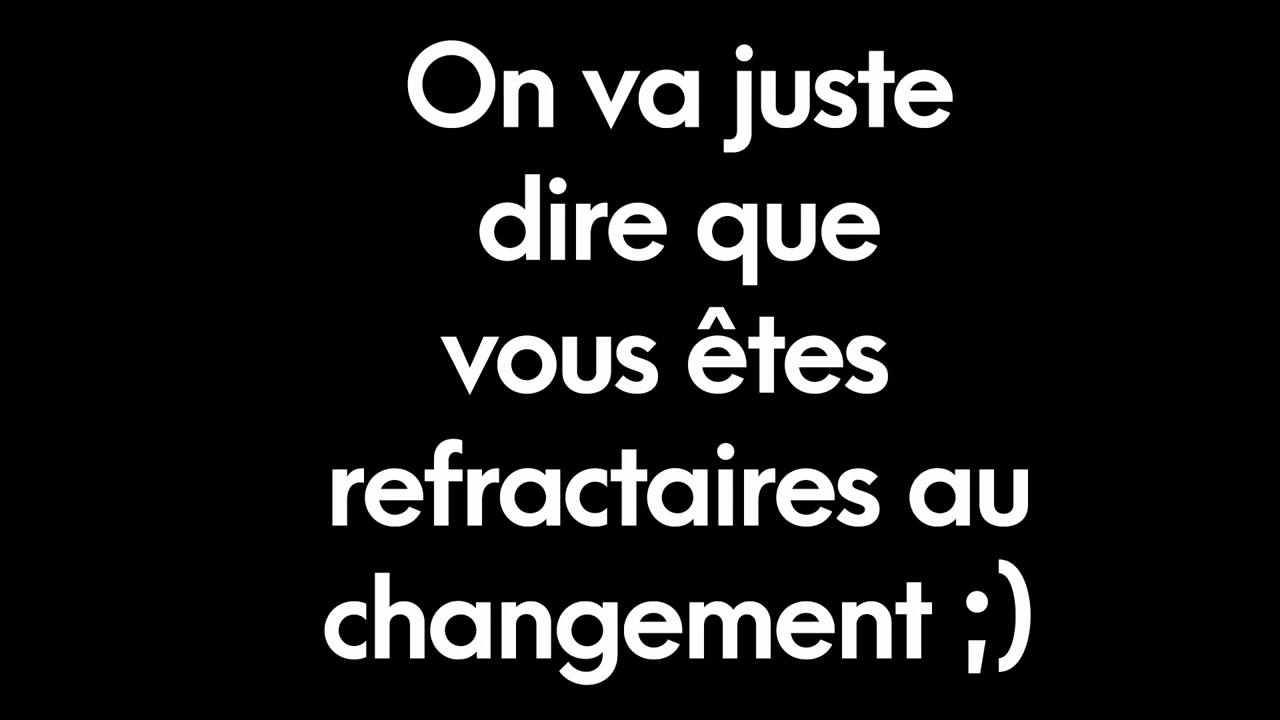 On va juste
dire que
vous êtes
refractaires au
changement ;)